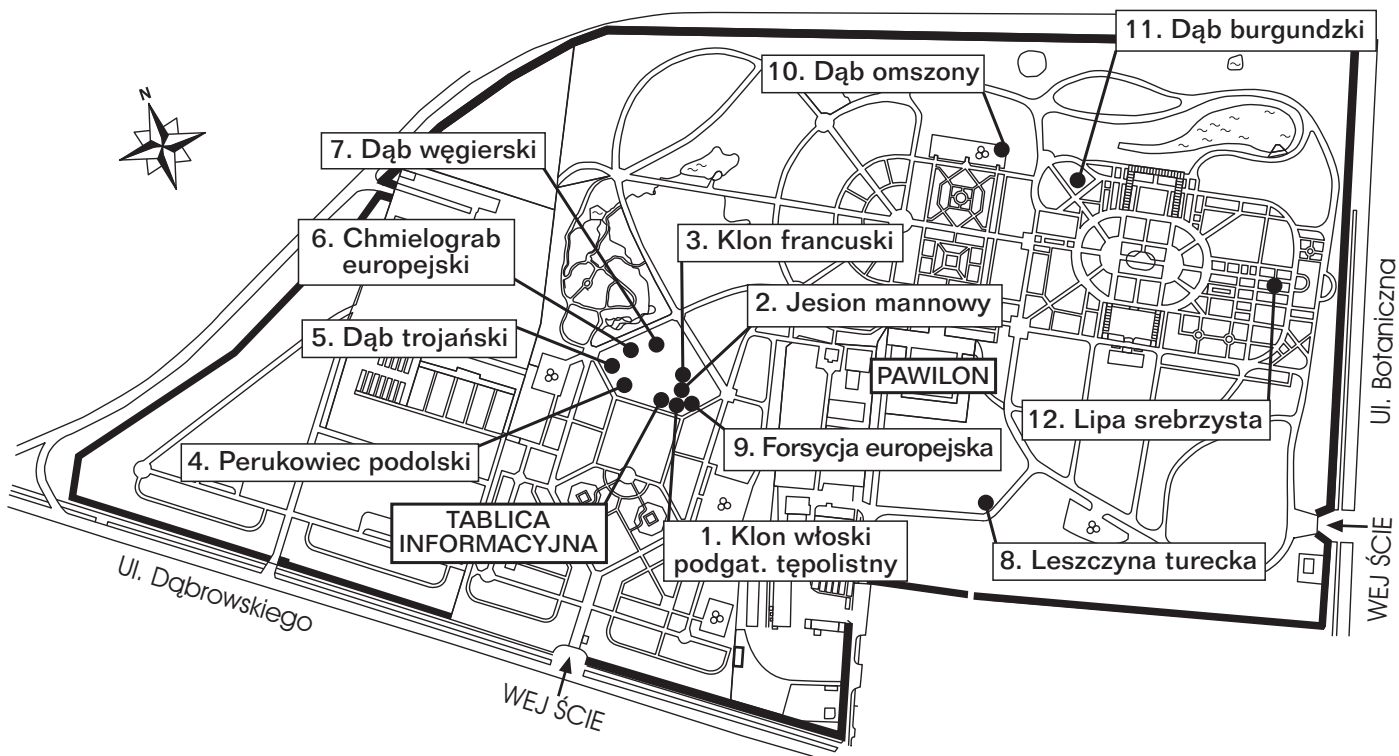 11. Dąb burgundzki
10. Dąb omszony
N
7. Dąb węgierski
6. Chmielograb
europejski
3. Klon francuski
2. Jesion mannowy
5. Dąb trojański
PAWILON
Ul. Botaniczna
12. Lipa srebrzysta
4. Perukowiec podolski
9. Forsycja europejska
TABLICA
INFORMACYJNA
1. Klon włoski
podgat. tępolistny
8. Leszczyna turecka
WEJ ŚCIE
Ul. Dąbrowskiego
WEJ ŚCIE